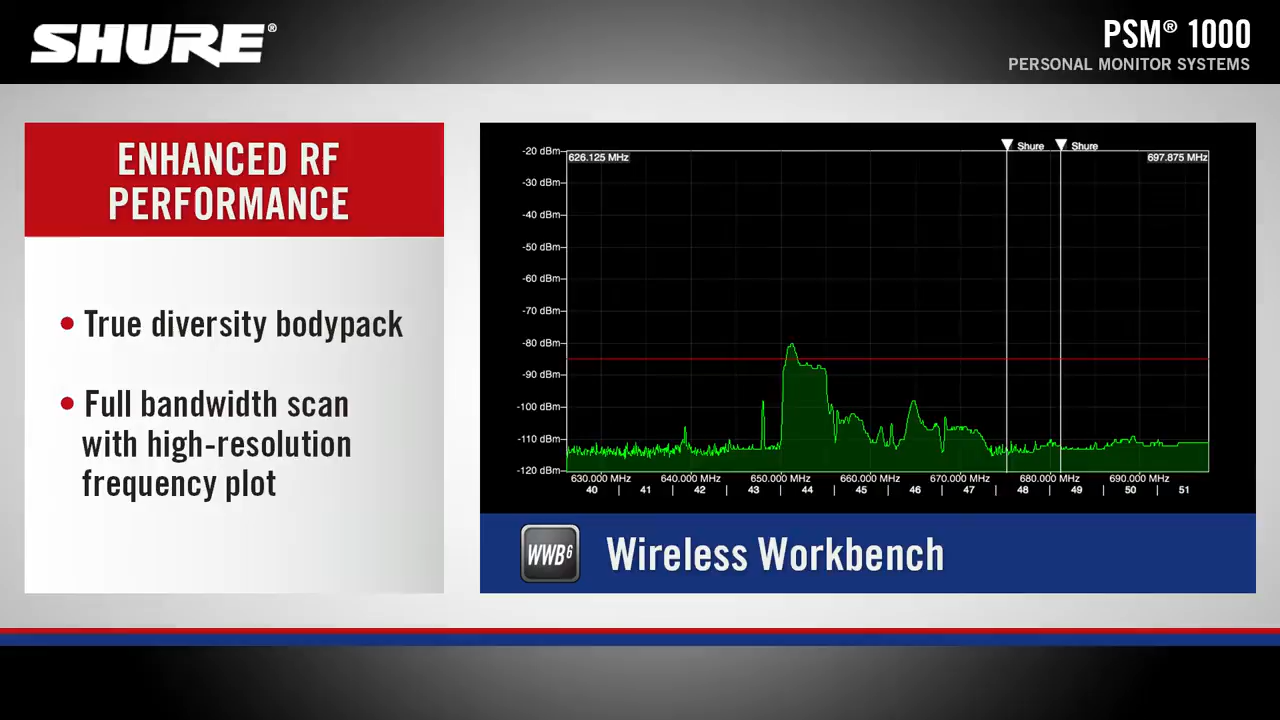 SHURE®
PSM® 1000
PERSONAL MONITOR SYSTEMS
ENHANCED RF
PERFORMANCE
• True diversity bodypack
• Full bandwidth scan
with high-resolution
frequency plot
Shure Shure
626.125 MHz 697.875 MHz
-20 dBm
-30 dBm
-40 dBm
-50 dBm
-60 dBm
-70 dBm
-80 dBm
-90 dBm
-100 dBm
-110 dBm
-120 dBm
630.000 MHz 640.000 MHz 650.000 MHz 660.000 MHz 670.000 MHz 680.000 MHz 690.000 MHz
40 | 41 | 42 | 43 | 44 | 45 | 46 | 47 | 48 | 49 | 50 | 51
WWB6 Wireless Workbench